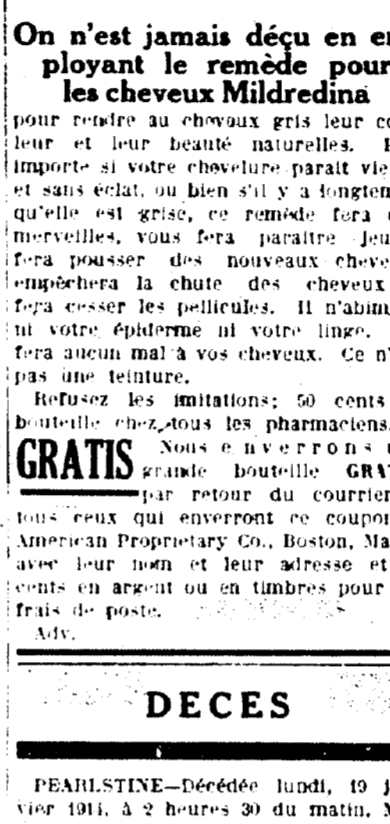 On n'est jamais déçu en em
ployant le remède pour
les cheveux Mildredina
pour rendre au cheveux gris leur co
leur et leur beauté naturelles.
importe si votre chevelure parait vie
et sans éclat, ou bien s'il y a longtem
qu'elle est grise, ce remède fera
merveilles, vous fera paraitre jeu
fera pousser des nouveaux cheve
empêchera la chute des cheveux
fera cesser les pellicules. Il n'abim
ni votre épiderme ni votre linge.
fera aucun mal à vos cheveux. Ce n'
pas une teinture.
Refusez les imitations; 50 cents
bouteille chez tous les pharmaciens.
GRATIS Nous enverrons u
grande bouteille GRA
par retour du courrier
tous ceux qui enverront ce coupon
American Proprietary Co., Boston, Ma
avec leur nom et leur adresse et
cents en argent ou en timbres pour
frais de poste.
Adv.
DECES
PEARLSTINE—Décédée lundi, 19 j
vier 1914, à 2 heures 30 du matin, M